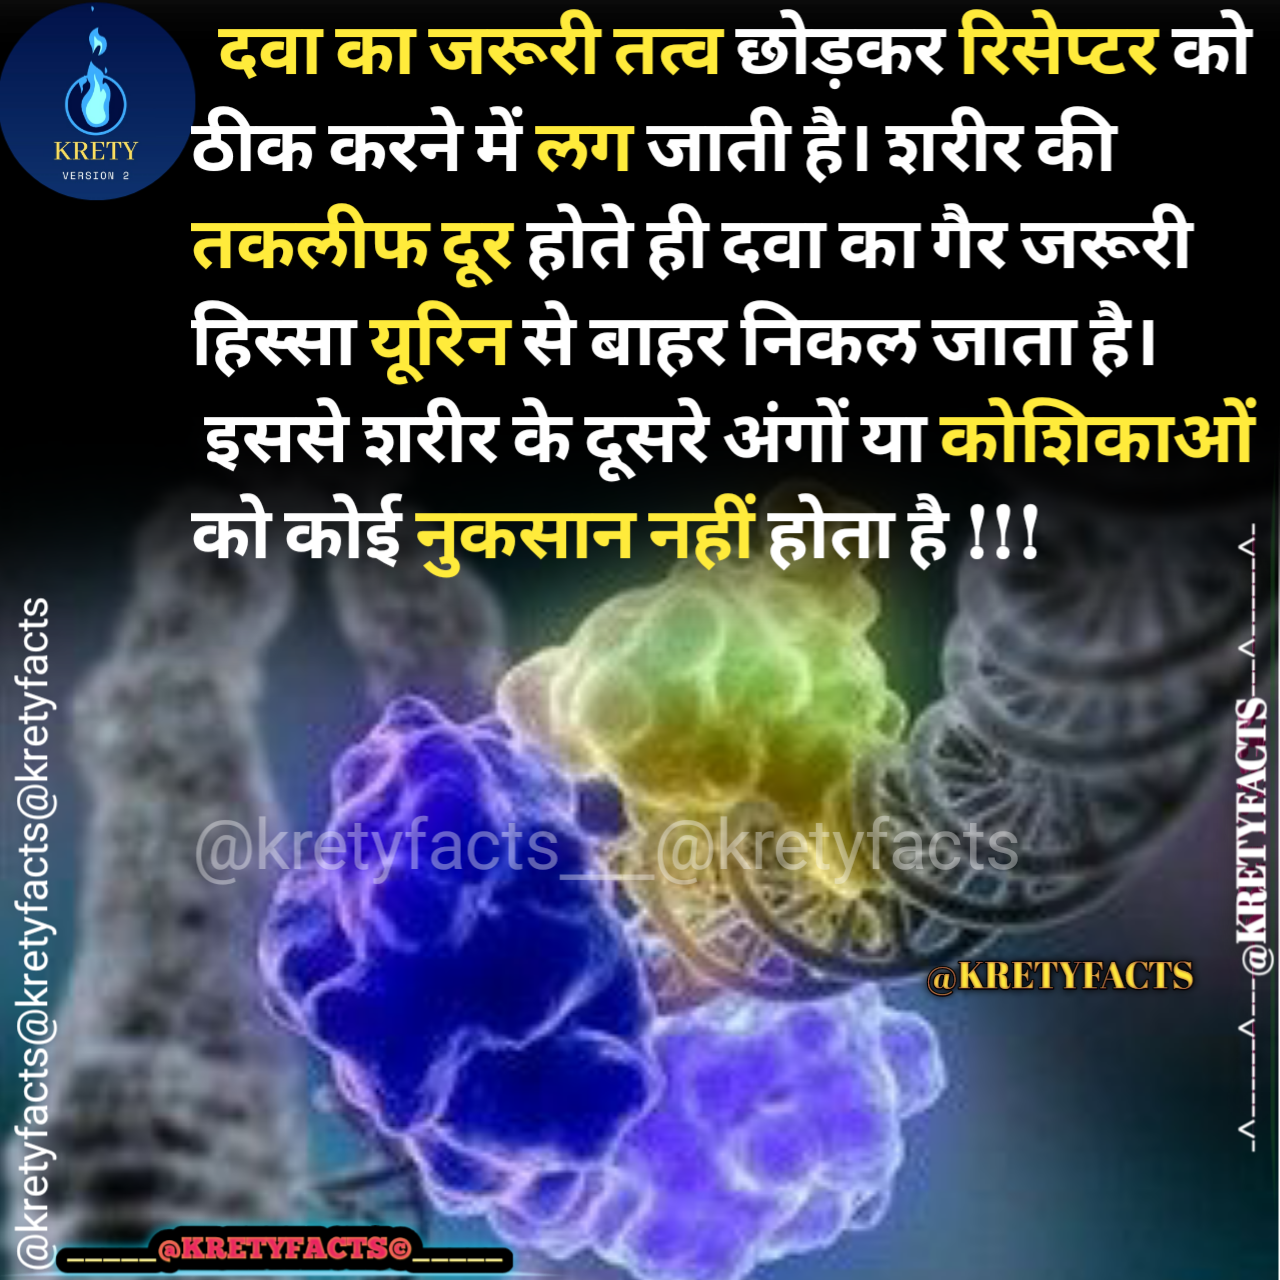 KRETY
VERSION 2
दवा का जरूरी तत्व छोड़कर रिसेप्टर को
ठीक करने में लग जाती है। शरीर की
तकलीफ दूर होते ही दवा का गैर जरूरी
हिस्सा यूरिन से बाहर निकल जाता है।
इससे शरीर के दूसरे अंगों या कोशिकाओं
को कोई नुकसान नहीं होता है !!!
@kretyfacts@kretyfacts@kretyfacts
@kretyfacts___@kretyfacts
@KRETYFACTS
-^------^---@KRETYFACTS---^------^-
_____@KRETYFACTS©_____